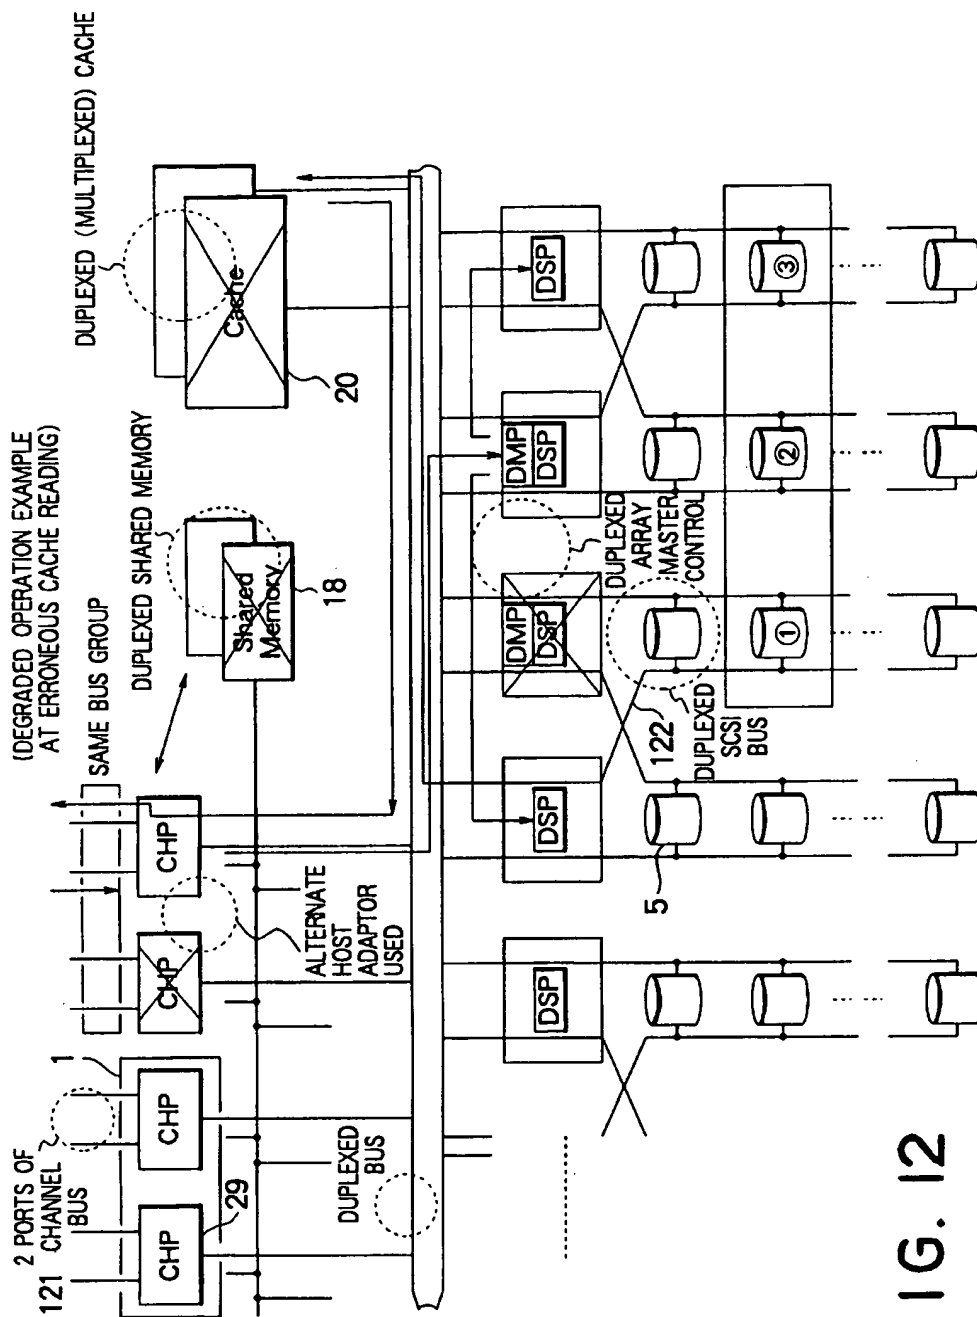 (DEGRADED OPERATION EXAMPLE
AT ERRONEOUS CACHE READING)
DUPLEXED (MULTIPLEXED) CACHE
2 PORTS OF
CHANNEL
BUS
121
1
SAME BUS GROUP
DUPLEXED SHARED MEMORY
CHP
CHP
CHP
CHP
29
Shared
Memory
18
Cache
20
ALTERNATE
HOST
ADAPTOR
USED
DUPLEXED
BUS
DSP
DSP
DMP
DSP
DMP
DSP
DSP
DUPLEXED
ARRAY
MASTER
CONTROL
122
DUPLEXED
SCSI
BUS
5
①
②
③
IG. 12